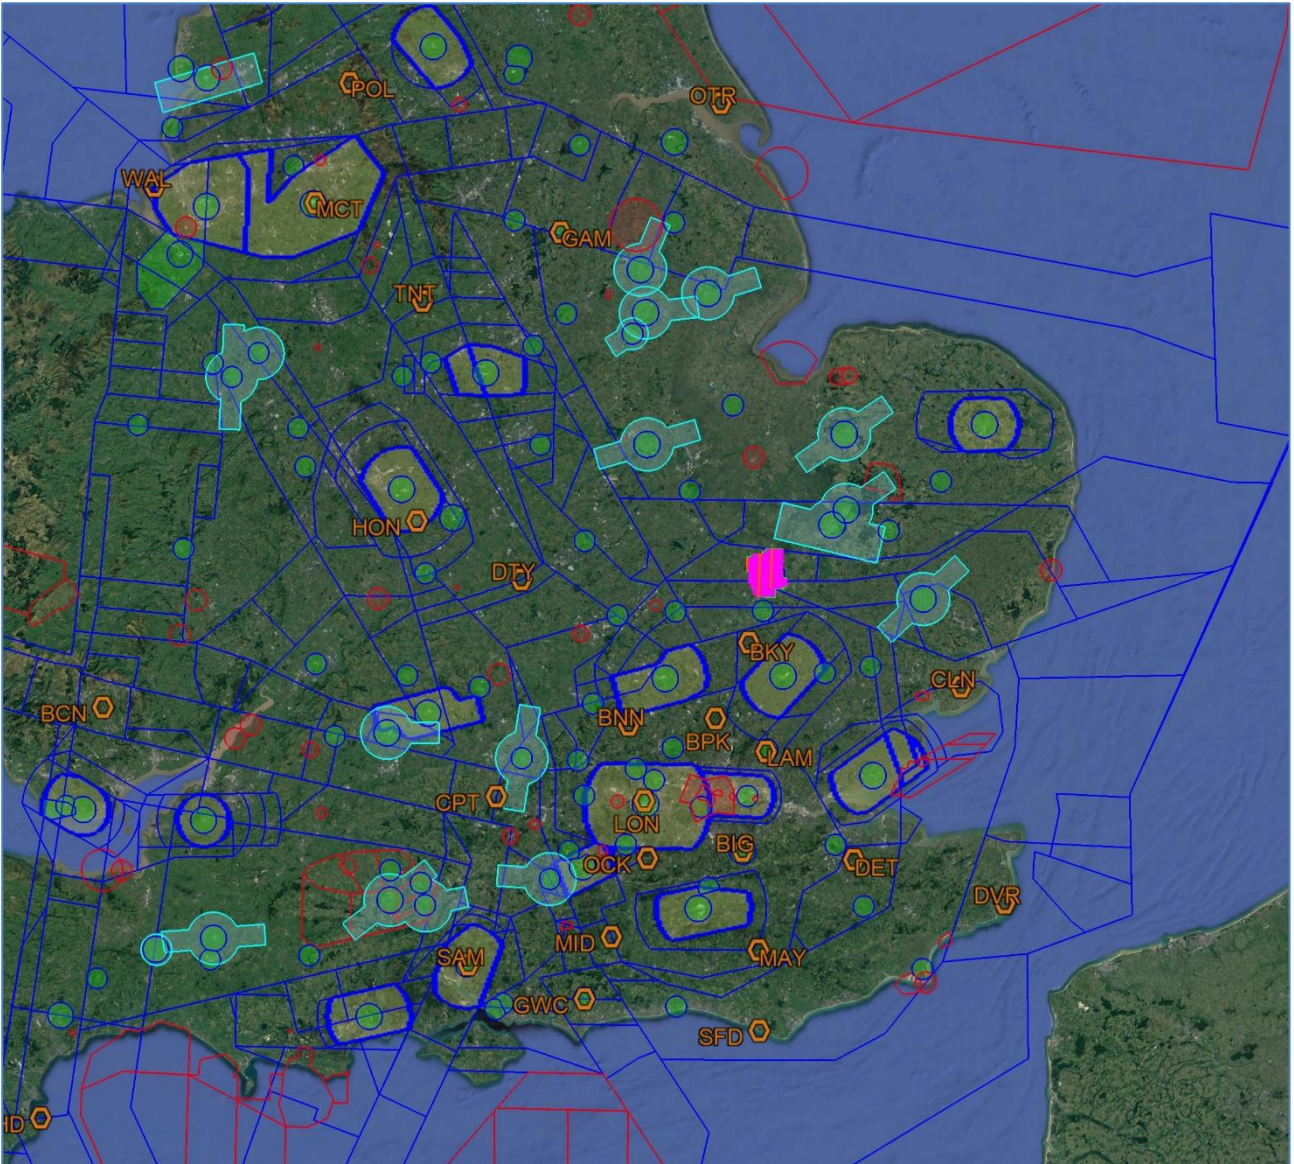 POL
OTR
WAL
MCT
GAM
TNT
HON
DTY
BKY
CLN
BCN
BNN
BPK
LAM
CPT
LON
BIG
OCK
DET
DVR
SAM
MID
MAY
GWC
SFD
HD